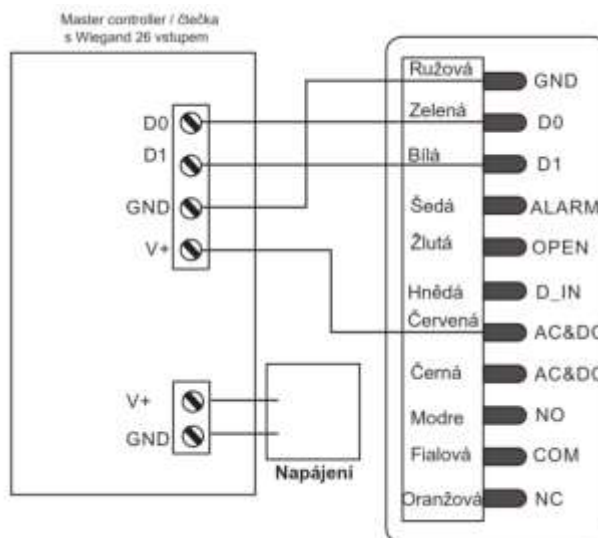 Master controller / čtečka
s Wiegand 26 vstupem
D0
D1
GND
V+
V+
GND
Napájení
Ružová GND
Zelená D0
Bílá D1
Šedá ALARM
Žlutá OPEN
Hnědá D_IN
Červená AC&DC
Černá AC&DC
Modre NO
Fialová COM
Oranžová NC